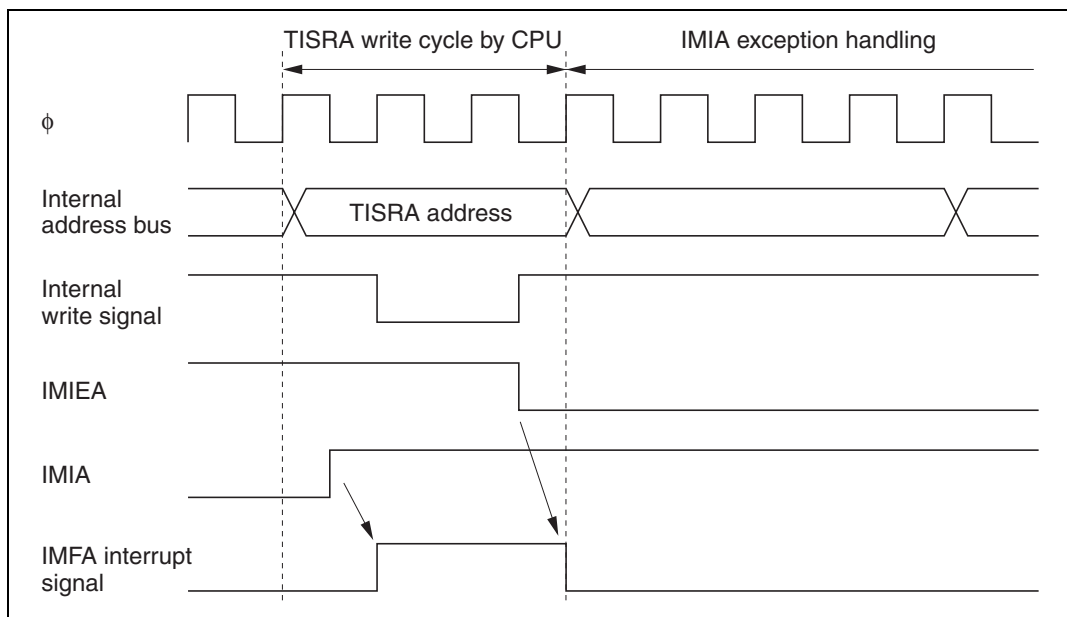 TISRA write cycle by CPU
IMIA exception handling
ϕ
Internal
address bus
TISRA address
Internal
write signal
IMIEA
IMIA
IMFA interrupt
signal